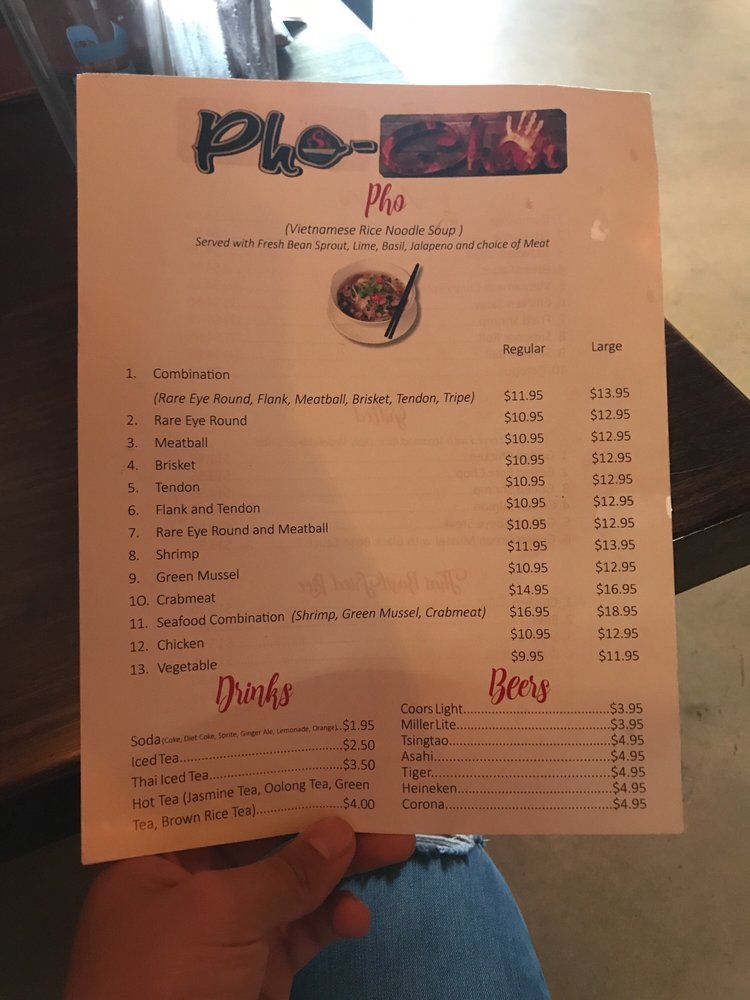 Pho-Cha
Pho
(Vietnamese Rice Noodle Soup )
Served with Fresh Bean Sprout, Lime, Basil, Jalapeno and choice of Meat
Regular Large
1. Combination
(Rare Eye Round, Flank, Meatball, Brisket, Tendon, Tripe) $11.95 $13.95
2. Rare Eye Round $10.95 $12.95
3. Meatball $10.95 $12.95
4. Brisket $10.95 $12.95
5. Tendon $10.95 $12.95
6. Flank and Tendon $10.95 $12.95
7. Rare Eye Round and Meatball $10.95 $12.95
8. Shrimp $11.95 $13.95
9. Green Mussel $10.95 $12.95
10. Crabmeat $14.95 $16.95
11. Seafood Combination (Shrimp, Green Mussel, Crabmeat) $16.95 $18.95
12. Chicken $10.95 $12.95
13. Vegetable $9.95 $11.95
Drinks
Soda (Coke, Diet Coke, Sprite, Ginger Ale, Lemonade, Orange)..$1.95
Iced Tea....................................$2.50
Thai Iced Tea..............................$3.50
Hot Tea (Jasmine Tea, Oolong Tea, Green
Tea, Brown Rice Tea).....................$4.00
Beers
Coors Light....................................$3.95
Miller Lite......................................$3.95
Tsingtao........................................$4.95
Asahi.............................................$4.95
Tiger..............................................$4.95
Heineken.......................................$4.95
Corona..........................................$4.95